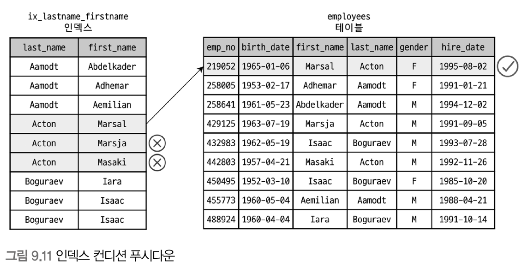 ix_lastname_firstname
인덱스
last_name first_name
Aamodt Abdelkader
Aamodt Adhemar
Aamodt Aemilian
Acton Marsal
Acton Marsja
Acton Masaki
Boguraev Iara
Boguraev Isaac
Boguraev Isaac
employees
테이블
emp_no birth_date first_name last_name gender hire_date
219052 1965-01-06 Marsal Acton F 1995-08-02
258005 1953-02-17 Adhemar Aamodt F 1991-01-21
258641 1961-05-23 Abdelkader Aamodt M 1994-12-02
429125 1963-07-19 Marsja Acton M 1991-09-05
432983 1962-05-19 Isaac Boguraev M 1993-07-28
442803 1957-04-21 Masaki Acton M 1992-11-26
450495 1952-03-10 Isaac Boguraev F 1985-10-20
455773 1960-05-04 Aemilian Aamodt M 1988-04-21
488924 1960-04-04 Iara Boguraev M 1991-10-14
그림 9.11 인덱스 컨디션 푸시다운